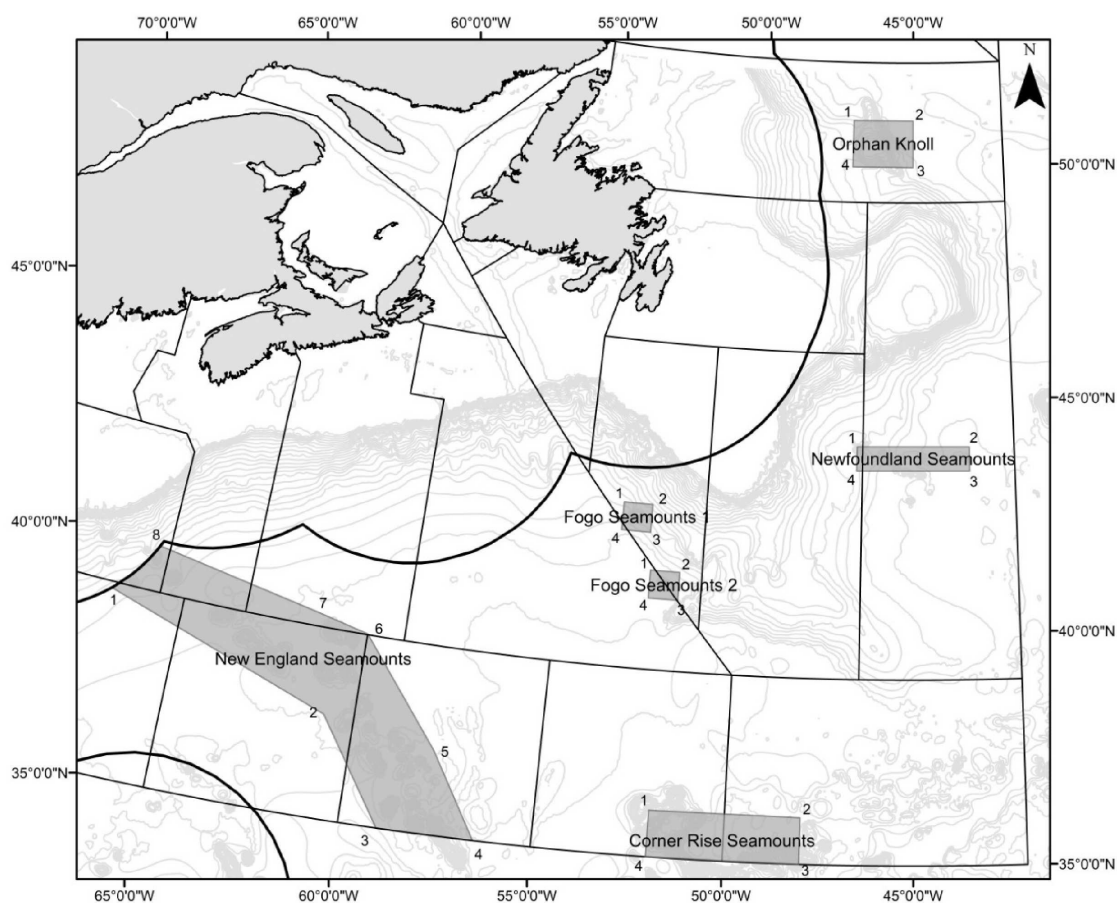 70°0'0"W 65°0'0"W 60°0'0"W 55°0'0"W 50°0'0"W 45°0'0"W
N
1 2
Orphan Knoll
4 3
50°0'0"N
45°0'0"N
45°0'0"N
1 2
Newfoundland Seamounts
4 3
1 2
Fogo Seamounts 1
4 3
40°0'0"N
1 2
Fogo Seamounts 2
4 3
40°0'0"N
8
1
7
6
New England Seamounts
2
5
35°0'0"N
3
4
1 2
Corner Rise Seamounts
4 3
35°0'0"N
65°0'0"W 60°0'0"W 55°0'0"W 50°0'0"W 45°0'0"W